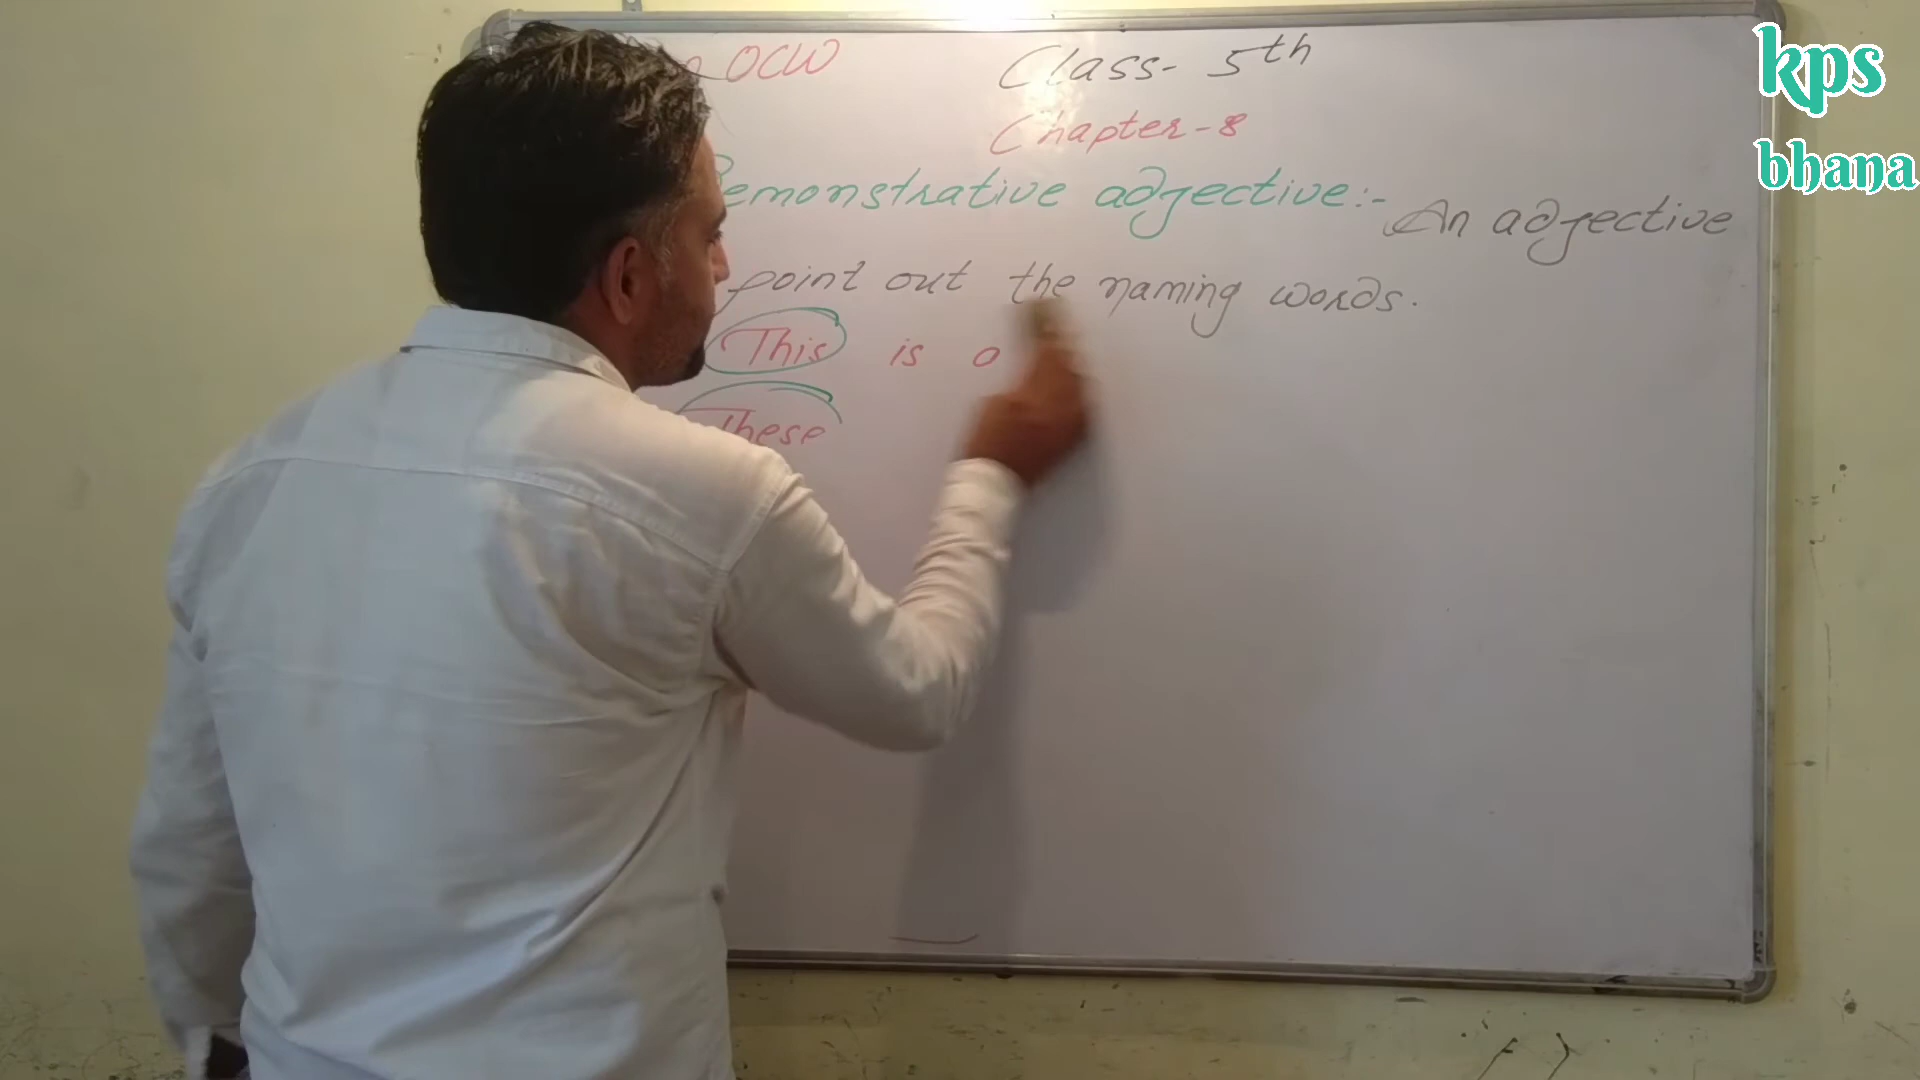 OCW
Class- 5th
Chapter-8
Demonstrative adjective:- An adjective
point out the naming words.
This is a
These
kps
bhana